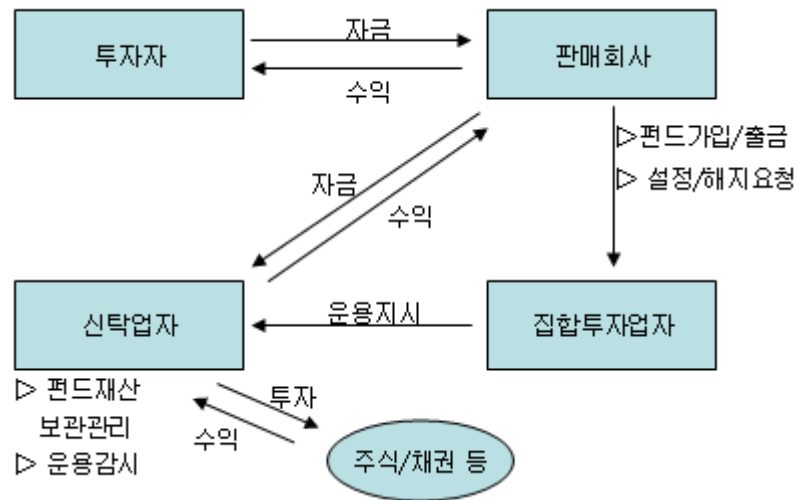 자금
투자자
판매회사
수익
▷펀드가입/출금
▷ 설정/해지요청
자금
수익
신탁업자
운용지시
집합투자업자
▷ 펀드재산
보관관리
▷ 운용감시
투자
수익
주식/채권 등